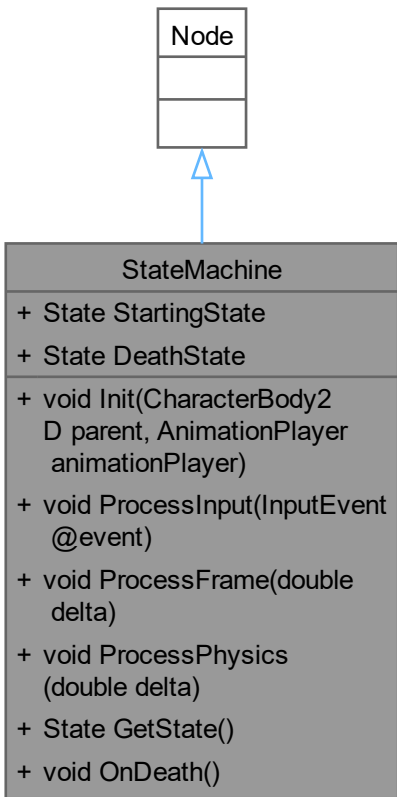 Node
StateMachine
+ State StartingState
+ State DeathState
+ void Init(CharacterBody2
D parent, AnimationPlayer
animationPlayer)
+ void ProcessInput(InputEvent
@event)
+ void ProcessFrame(double
delta)
+ void ProcessPhysics
(double delta)
+ State GetState()
+ void OnDeath()